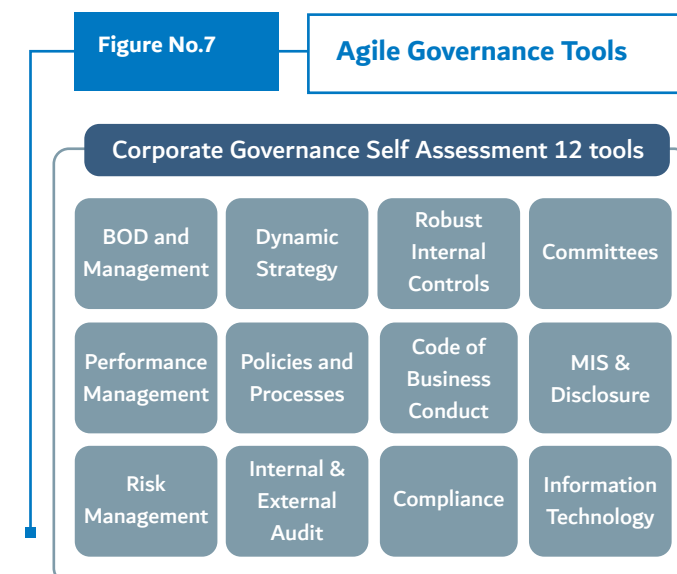 Figure No.7
Agile Governance Tools
Corporate Governance Self Assessment 12 tools
BOD and
Management
Dynamic
Strategy
Robust
Internal
Controls
Committees
Performance
Management
Policies and
Processes
Code of
Business
Conduct
MIS &
Disclosure
Risk
Management
Internal &
External
Audit
Compliance
Information
Technology